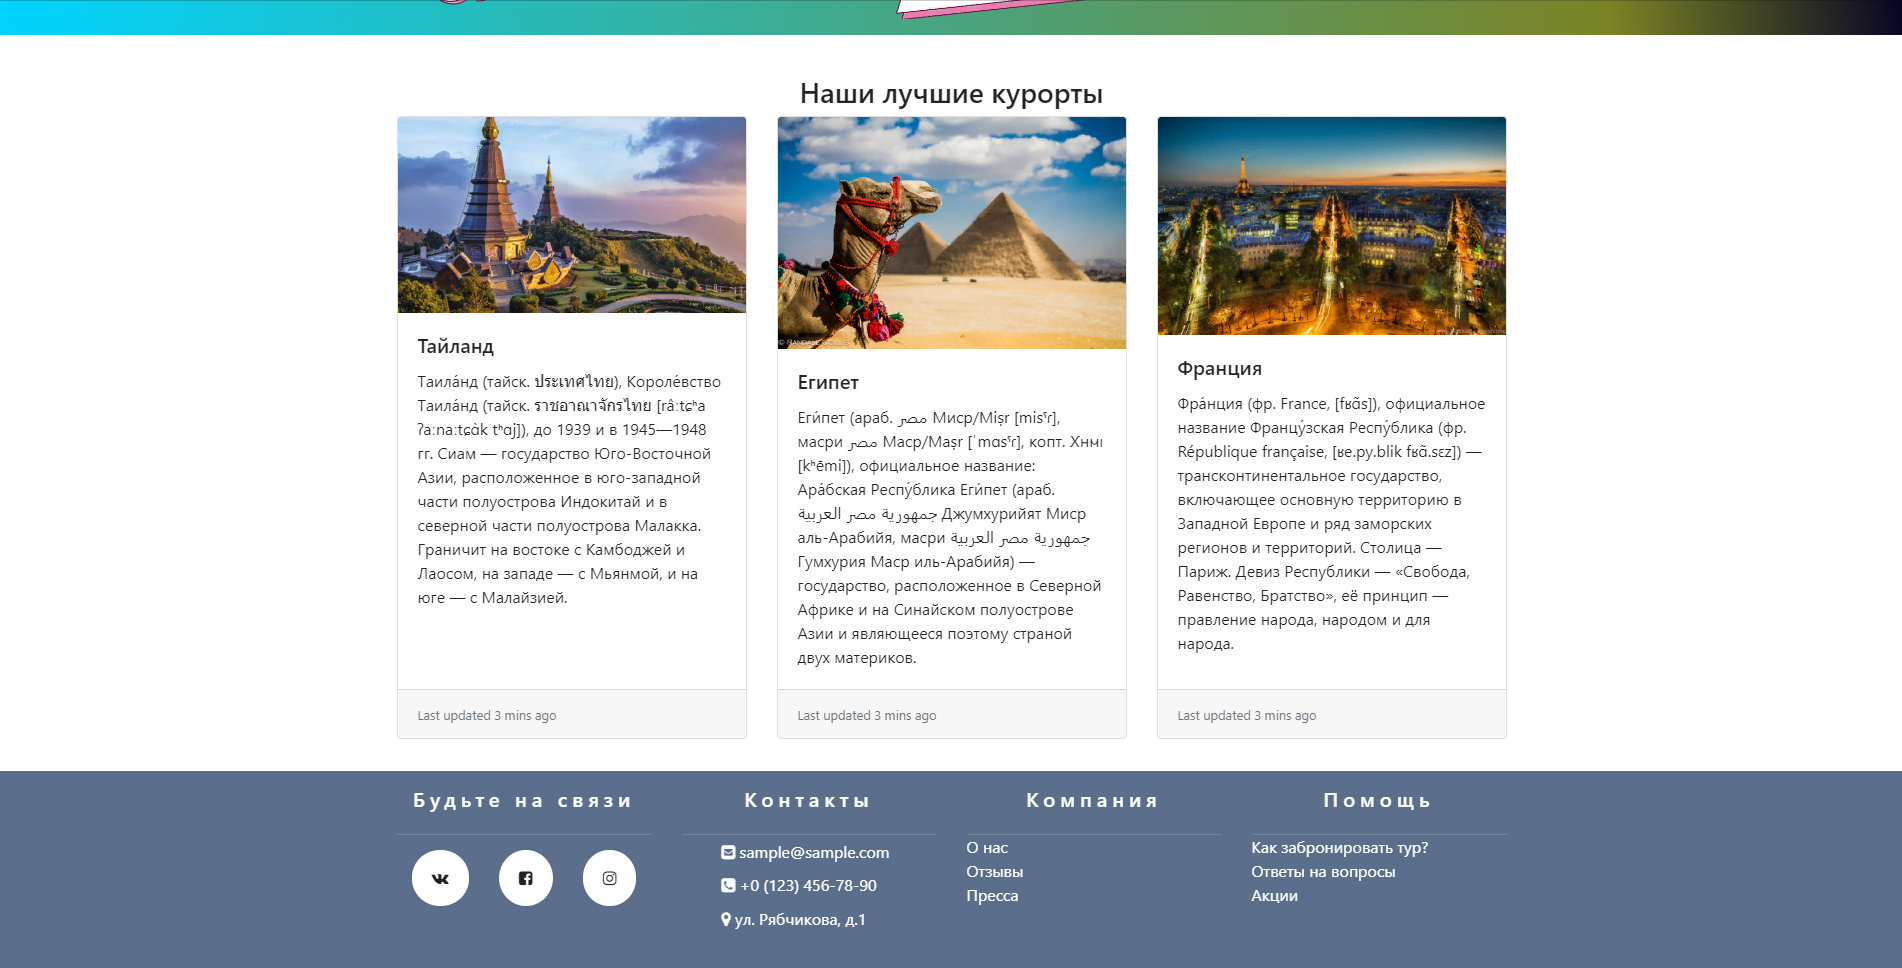 Наши лучшие курорты
© RANDALL COLLIS
Тайланд
Таила́нд (тайск. ประเทศไทย), Короле́вство
Таила́нд (тайск. ราชอาณาจักรไทย [râːtɕʰa
ʔaːnaːtɕàk tʰɑj]), до 1939 и в 1945—1948
гг. Сиам — государство Юго-Восточной
Азии, расположенное в юго-западной
части полуострова Индокитай и в
северной части полуострова Малакка.
Граничит на востоке с Камбоджей и
Лаосом, на западе — с Мьянмой, и на
юге — с Малайзией.
Last updated 3 mins ago
Египет
Еги́пет (араб. مصر Миср/Miṣr [misˤɾ],
масри مصر Маср/Maṣr [ˈmɑsˤɾ], копт. Ⲭⲏⲙⲓ
[kʰēmi]), официальное название:
Ара́бская Респу́блика Еги́пет (араб.
جمهورية مصر العربية Джумхурийят Миср
аль-Арабийя, масри جمهورية مصر العربية
Гумхурия Маср иль-Арабийя) —
государство, расположенное в Северной
Африке и на Синайском полуострове
Азии и являющееся поэтому страной
двух материков.
Last updated 3 mins ago
Франция
Фра́нция (фр. France, [fʁɑ̃s]), официальное
название Францу́зская Респу́блика (фр.
République française, [ʁe.py.blik fʁɑ̃.sɛz]) —
трансконтинентальное государство,
включающее основную территорию в
Западной Европе и ряд заморских
регионов и территорий. Столица —
Париж. Девиз Республики — «Свобода,
Равенство, Братство», её принцип —
правление народа, народом и для
народа.
Last updated 3 mins ago
Будьте на связи
Контакты
sample@sample.com
+0 (123) 456-78-90
ул. Рябчикова, д.1
Компания
О нас
Отзывы
Пресса
Помощь
Как забронировать тур?
Ответы на вопросы
Акции